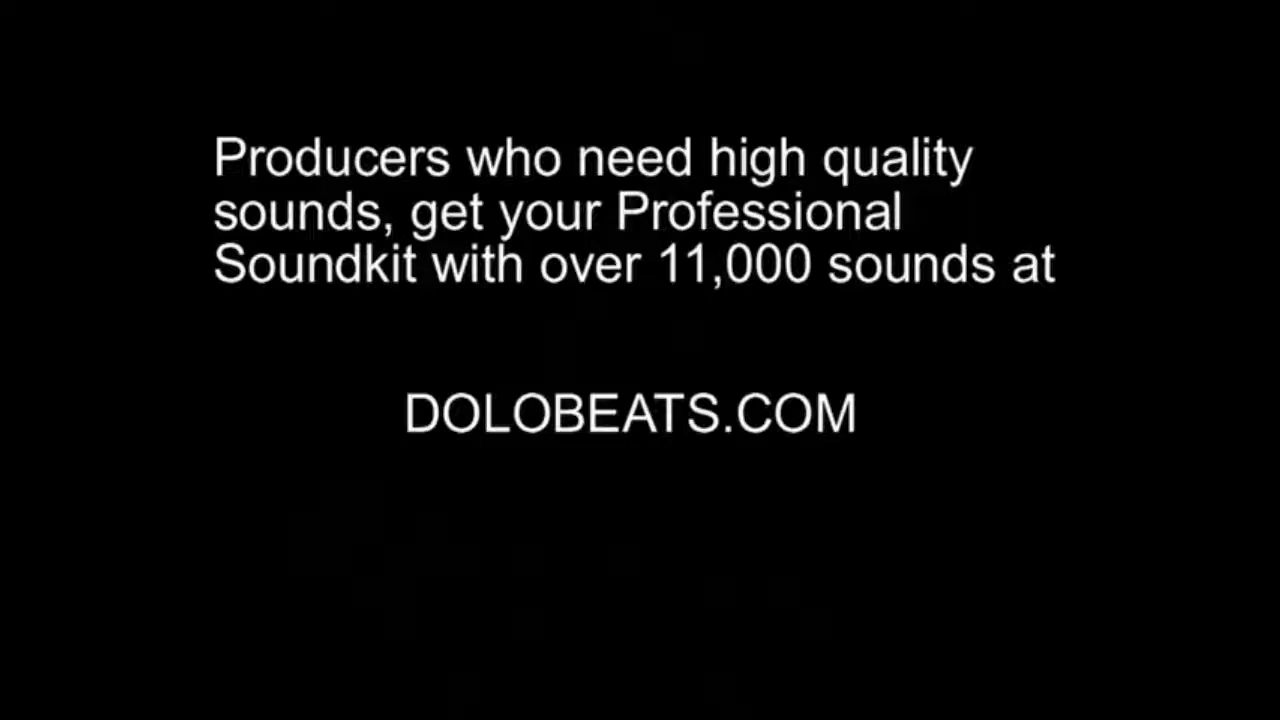 Producers who need high quality
sounds, get your Professional
Soundkit with over 11,000 sounds at
DOLOBEATS.COM